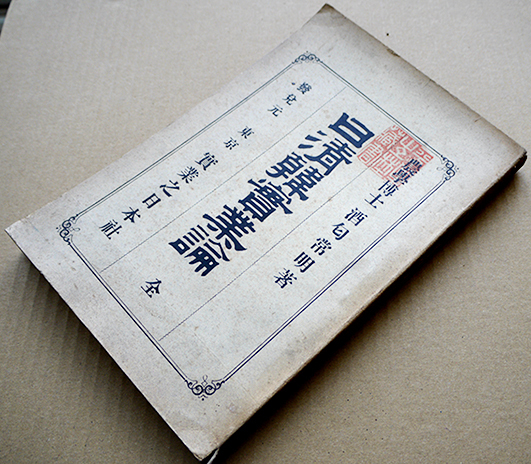 農學博士 酒匂常明著
日清韓實業論 全
發兌元 東京 實業之日本社